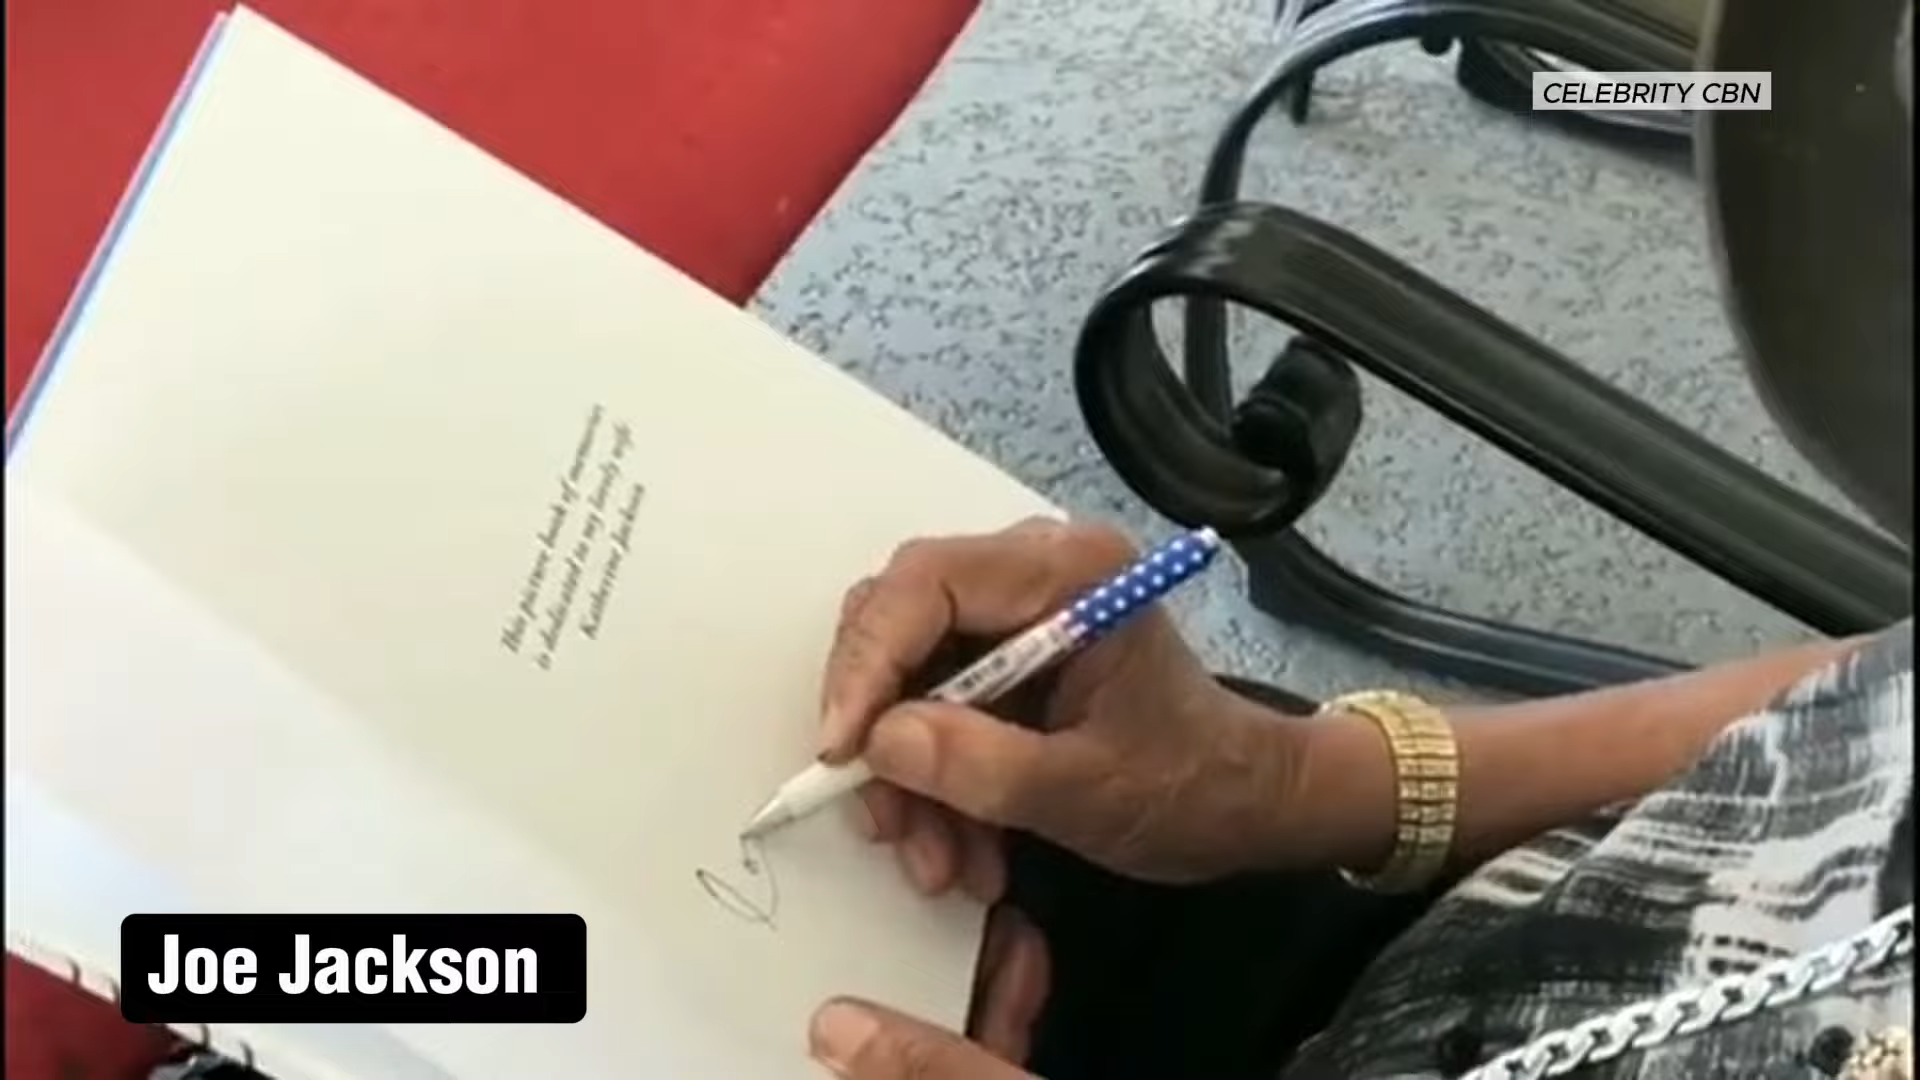 CELEBRITY CBN
This picture book of memories
is dedicated to my lovely wife
Katherine Jackson
Joe Jackson